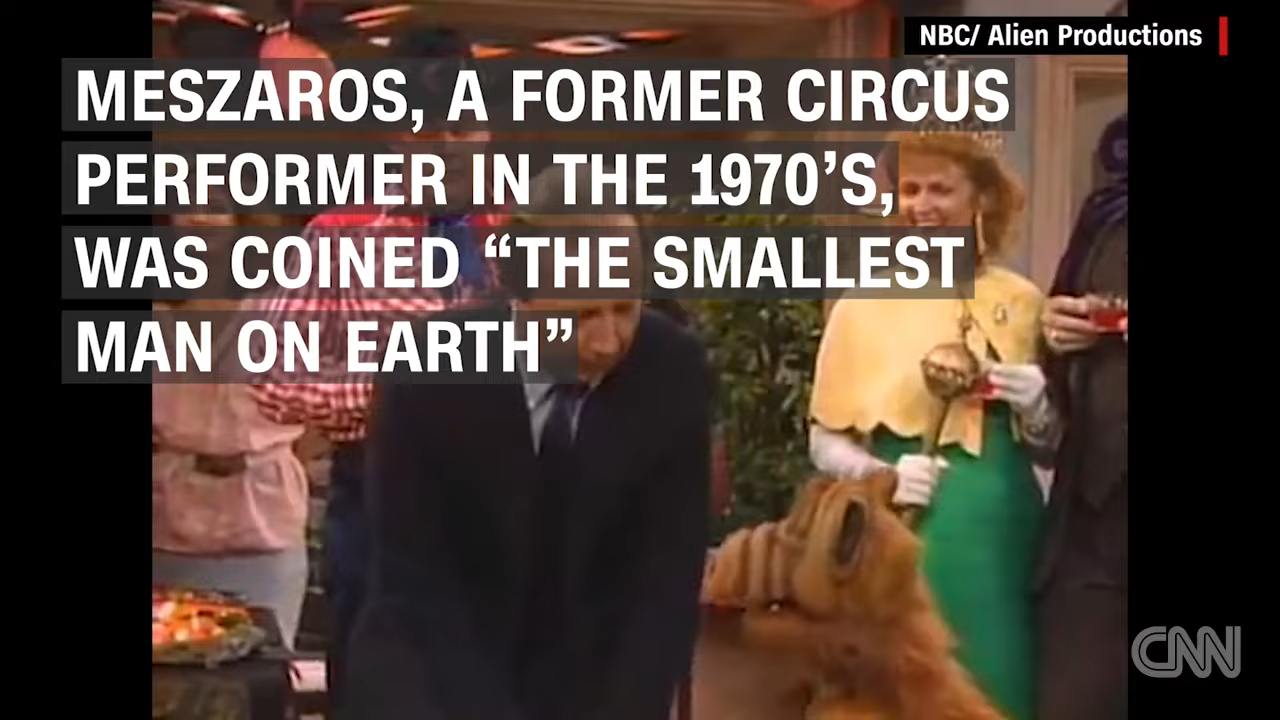 NBC/ Alien Productions
MESZAROS, A FORMER CIRCUS
PERFORMER IN THE 1970'S,
WAS COINED “THE SMALLEST
MAN ON EARTH”
CNN